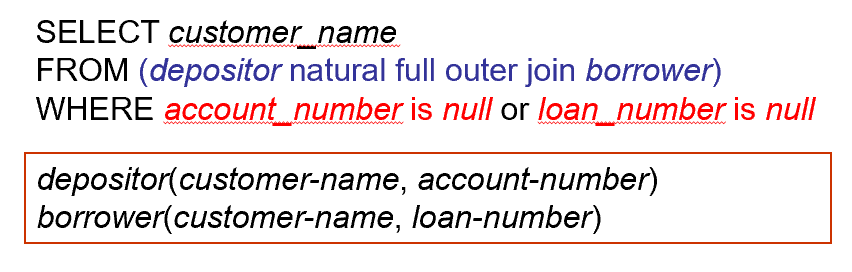 SELECT customer_name
FROM (depositor natural full outer join borrower)
WHERE account_number is null or loan_number is null
depositor(customer-name, account-number)
borrower(customer-name, loan-number)